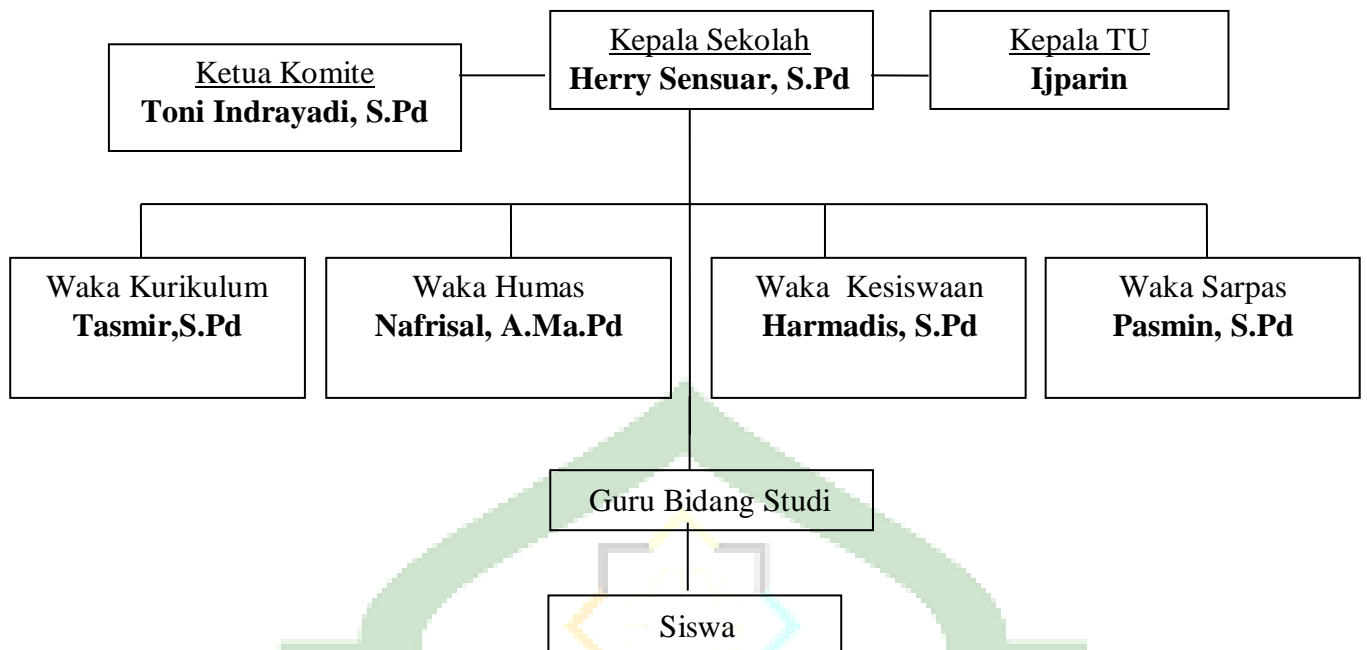 Ketua Komite
Toni Indrayadi, S.Pd
Kepala Sekolah
Herry Sensuar, S.Pd
Kepala TU
Ijparin
Waka Kurikulum
Tasmir,S.Pd
Waka Humas
Nafrisal, A.Ma.Pd
Waka Kesiswaan
Harmadis, S.Pd
Waka Sarpas
Pasmin, S.Pd
Guru Bidang Studi
Siswa